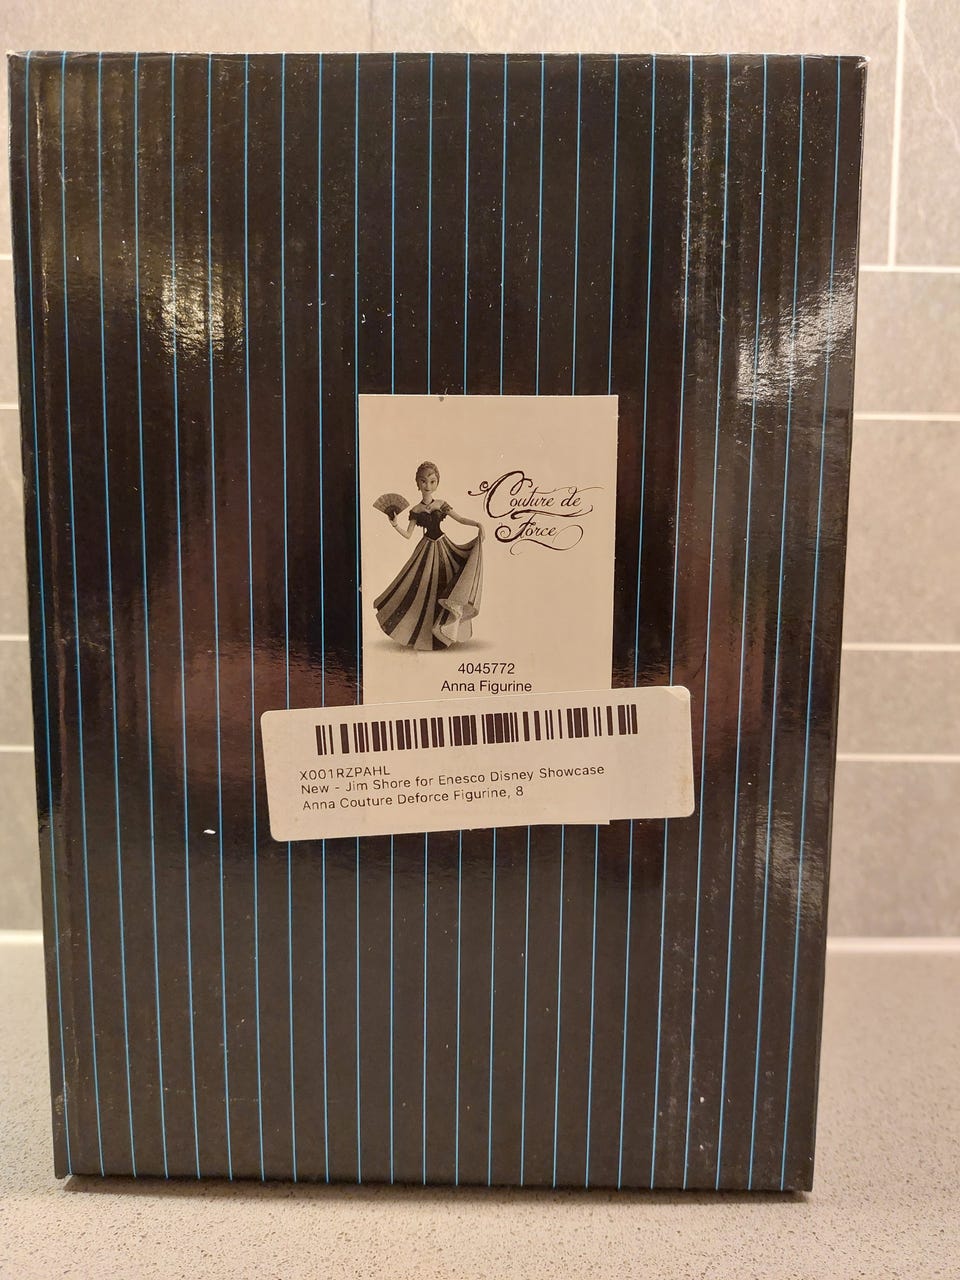 Couture de
Force
4045772
Anna Figurine
X001RZPAHL
New - Jim Shore for Enesco Disney Showcase
Anna Couture Deforce Figurine, 8